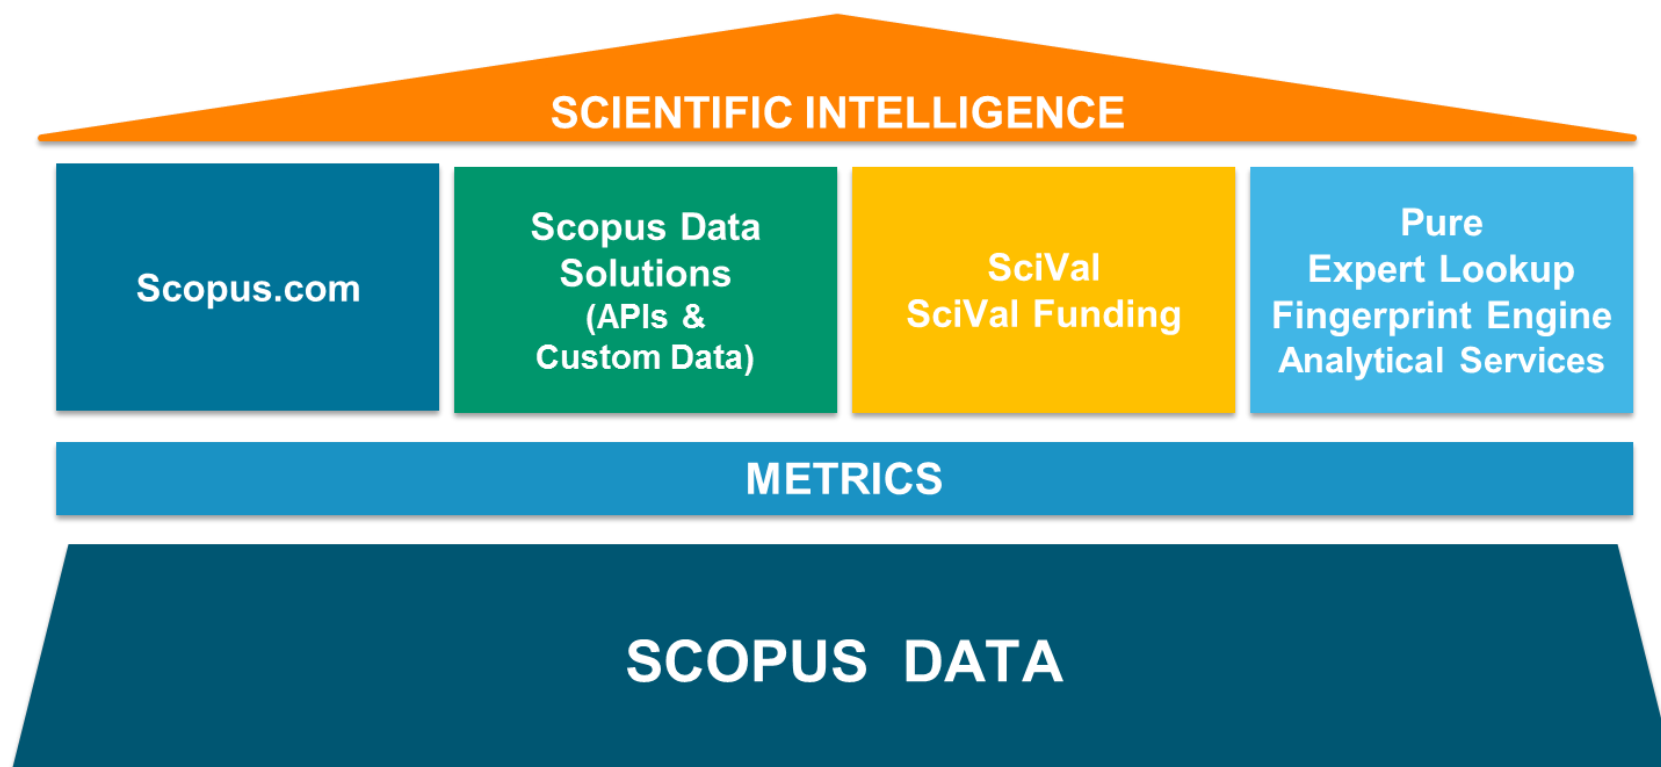 SCIENTIFIC INTELLIGENCE
Scopus.com
Scopus Data
Solutions
(APIs &
Custom Data)
SciVal
SciVal Funding
Pure
Expert Lookup
Fingerprint Engine
Analytical Services
METRICS
SCOPUS DATA